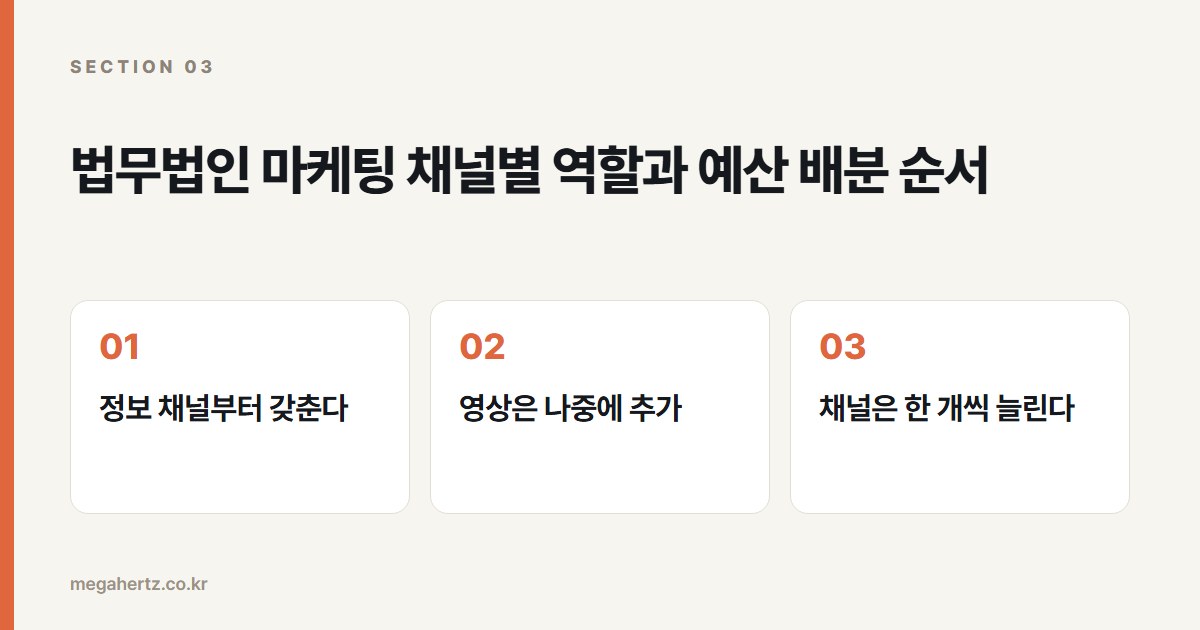 SECTION 03
법무법인 마케팅 채널별 역할과 예산 배분 순서
01
정보 채널부터 갖춘다
02
영상은 나중에 추가
03
채널은 한 개씩 늘린다
megahertz.co.kr